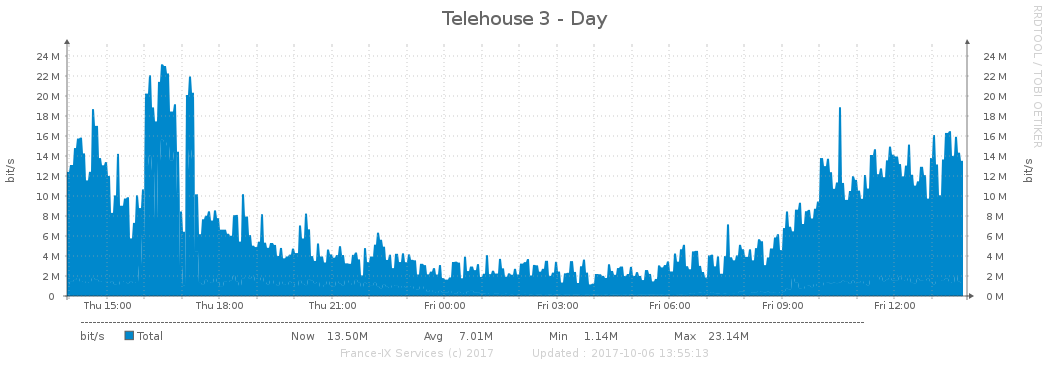 Telehouse 3 - Day
RRDTOOL / TOBI OETIKER
bit/s
24 M 24 M
22 M 22 M
20 M 20 M
18 M 18 M
16 M 16 M
14 M 14 M
12 M 12 M
10 M 10 M
8 M 8 M
6 M 6 M
4 M 4 M
2 M 2 M
0 0 M
bit/s
Thu 15:00 Thu 18:00 Thu 21:00 Fri 00:00 Fri 03:00 Fri 06:00 Fri 09:00 Fri 12:00
bit/s Total Now 13.50M Avg 7.01M Min 1.14M Max 23.14M
France-IX Services (c) 2017 Updated : 2017-10-06 13:55:13